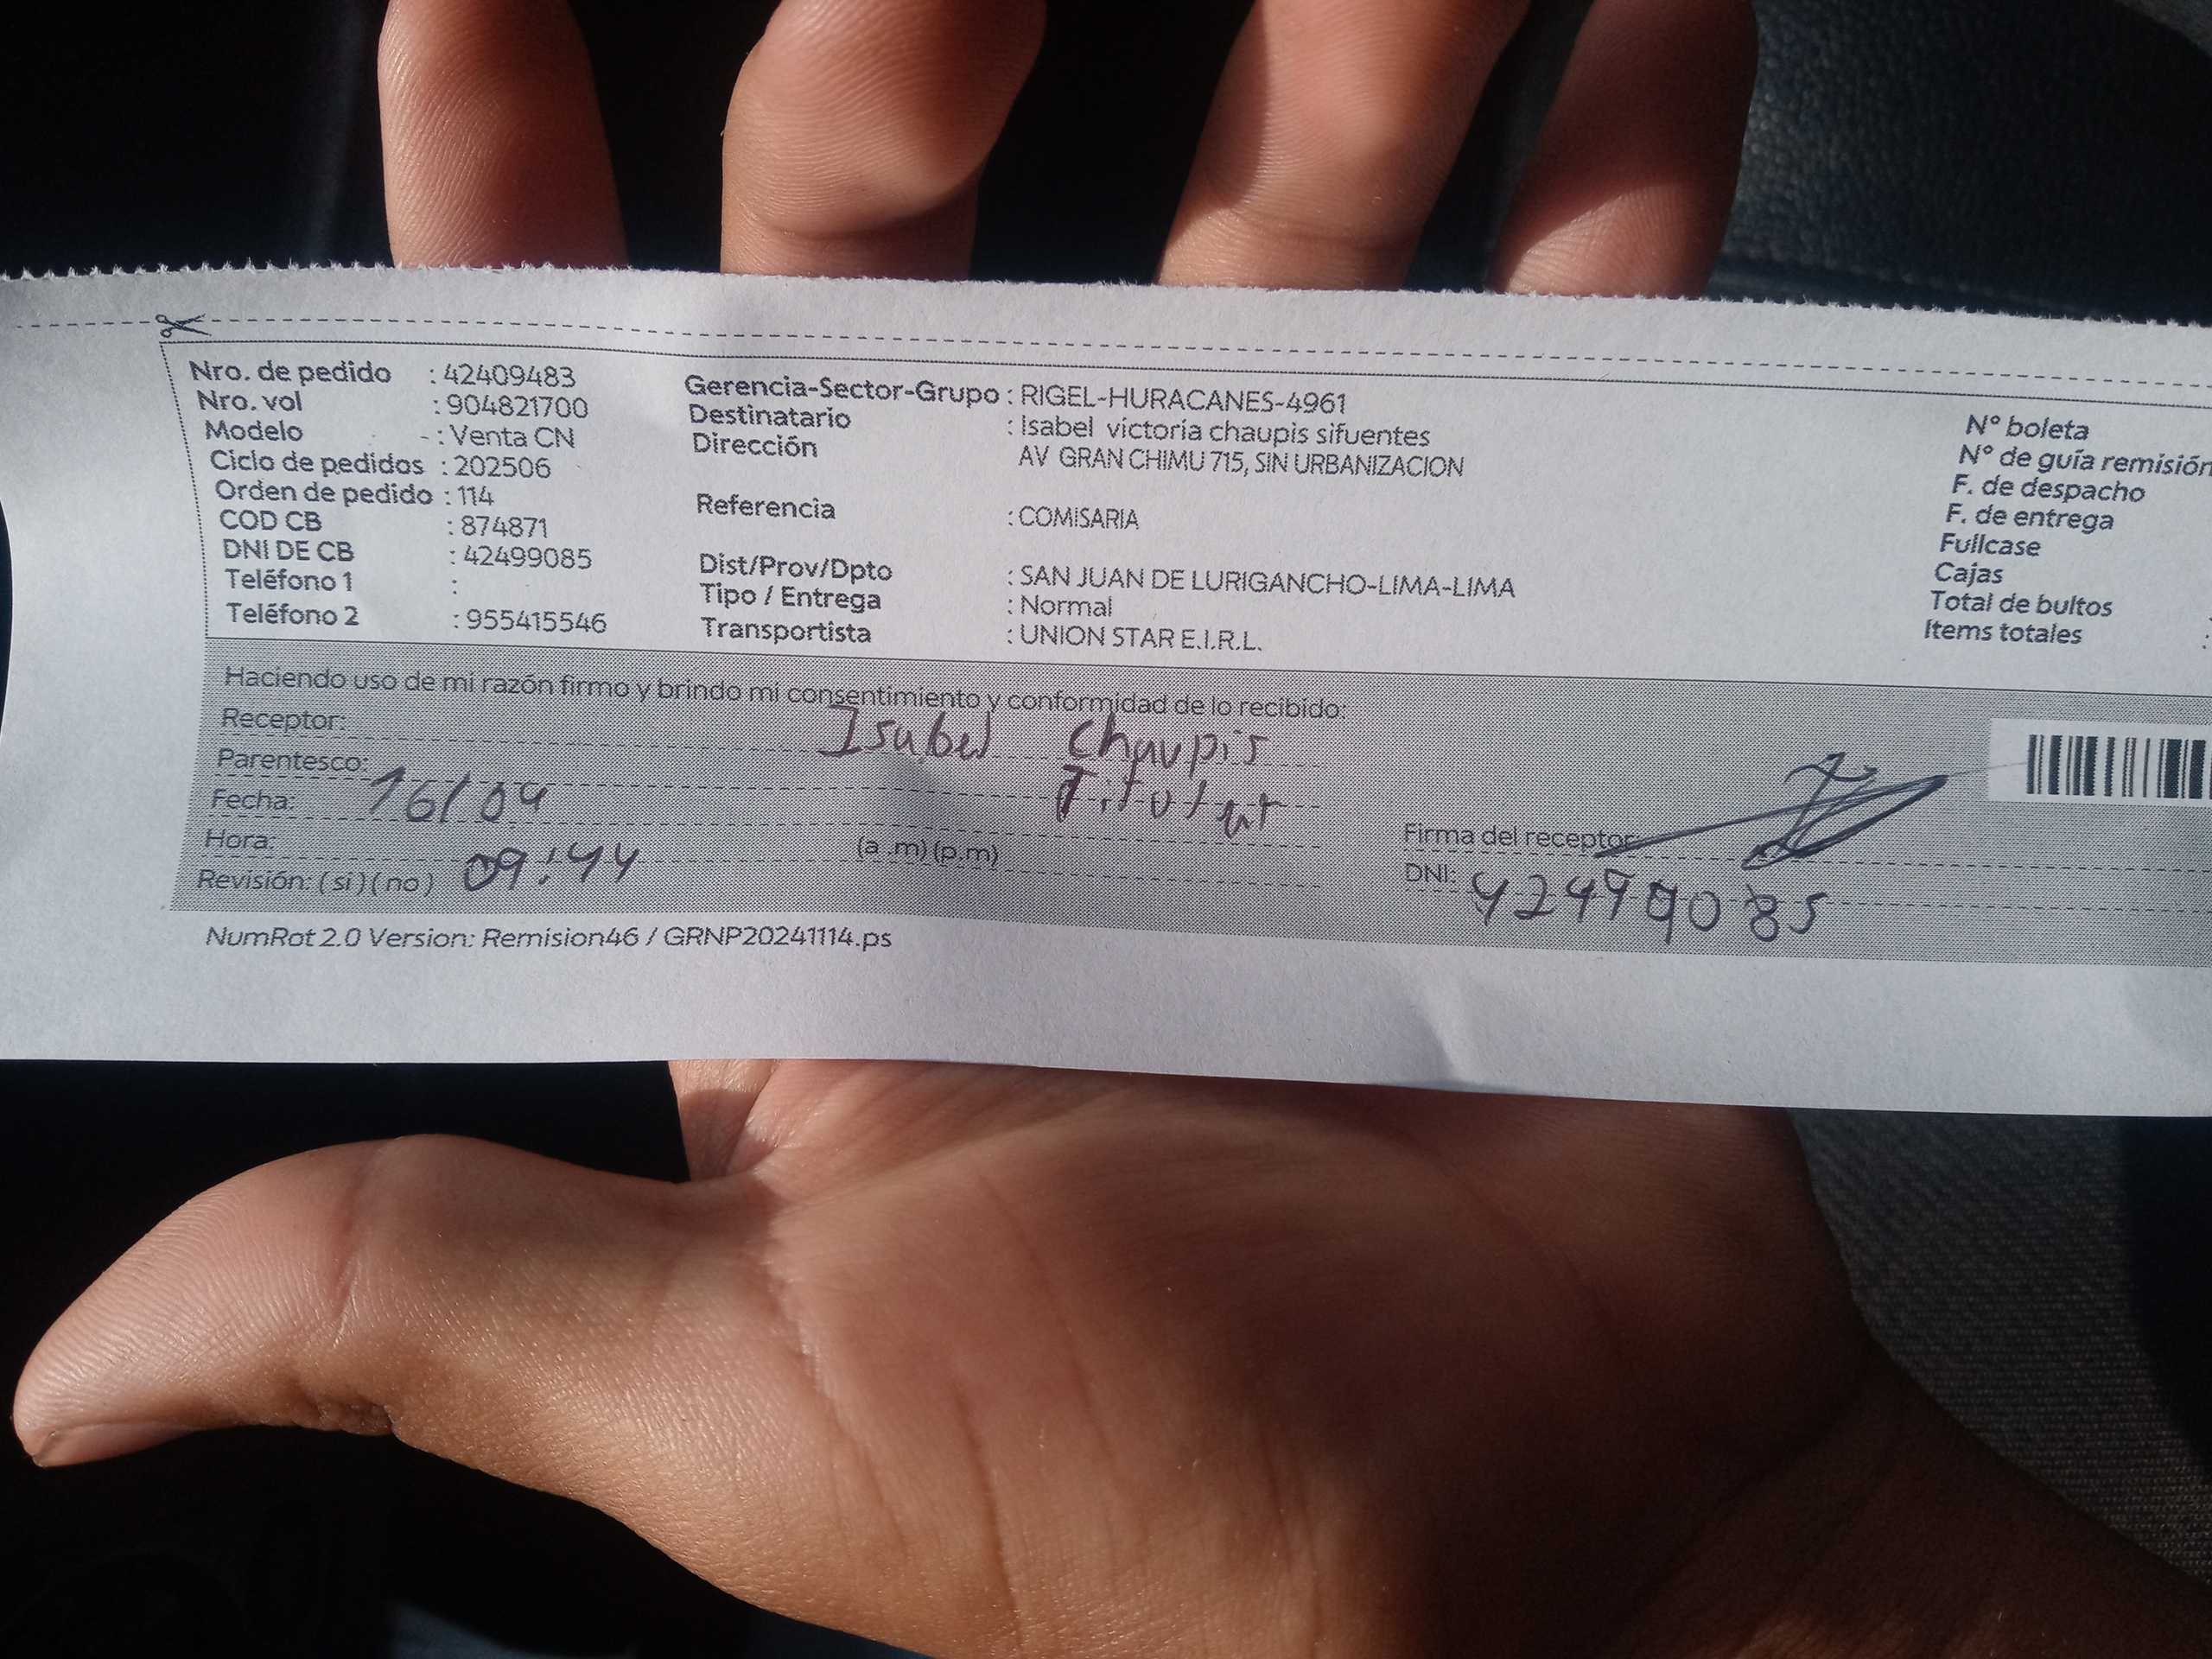 Nro. de pedido : 42409483
Nro. vol : 904821700
Modelo - : Venta CN
Ciclo de pedidos : 202506
Orden de pedido : 114
COD CB : 874871
DNI DE CB : 42499085
Teléfono 1 :
Teléfono 2 : 955415546
Gerencia-Sector-Grupo : RIGEL-HURACANES-4961
Destinatario : Isabel victoria chaupis sifuentes
Dirección AV GRAN CHIMU 715, SIN URBANIZACION
Referencia : COMISARIA
Dist/Prov/Dpto : SAN JUAN DE LURIGANCHO-LIMA-LIMA
Tipo / Entrega : Normal
Transportista : UNION STAR E.I.R.L.
N° boleta
N° de guía remisión
F. de despacho
F. de entrega
Fullcase
Cajas
Total de bultos
Items totales :
Haciendo uso de mi razón firmo y brindo mi consentimiento y conformidad de lo recibido:
Receptor: Isabel Chaupis
Parentesco: Titular
Fecha: 16/04
Hora: 09:44 (a.m) (p.m)
Revisión: (si) (no)
Firma del receptor:
DNI: 42499085
NumRot 2.0 Version: Remision46 / GRNP20241114.ps